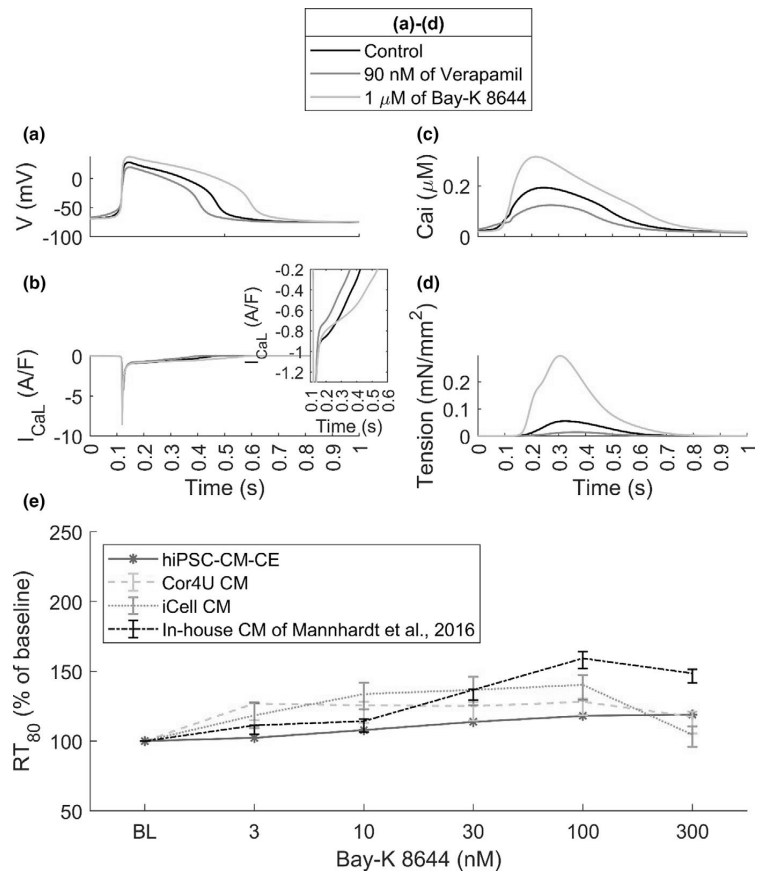 (a)-(d)
Control
90 nM of Verapamil
1 μM of Bay-K 8644
(a)
V (mV)
0
-50
-100
(c)
Cai (μM)
0.2
0
(b)
I_CaL (A/F)
0
-5
-10
0 0.1 0.2 0.3 0.4 0.5 0.6 0.7 0.8 0.9 1
Time (s)
I_CaL (A/F)
-0.2
-0.4
-0.6
-0.8
-1
-1.2
0.1 0.2 0.3 0.4 0.5 0.6
Time (s)
(d)
Tension (mN/mm²)
0.2
0.1
0
0 0.1 0.2 0.3 0.4 0.5 0.6 0.7 0.8 0.9 1
Time (s)
(e)
RT80 (% of baseline)
250
200
150
100
50
hiPSC-CM-CE
Cor4U CM
iCell CM
In-house CM of Mannhardt et al., 2016
BL 3 10 30 100 300
Bay-K 8644 (nM)